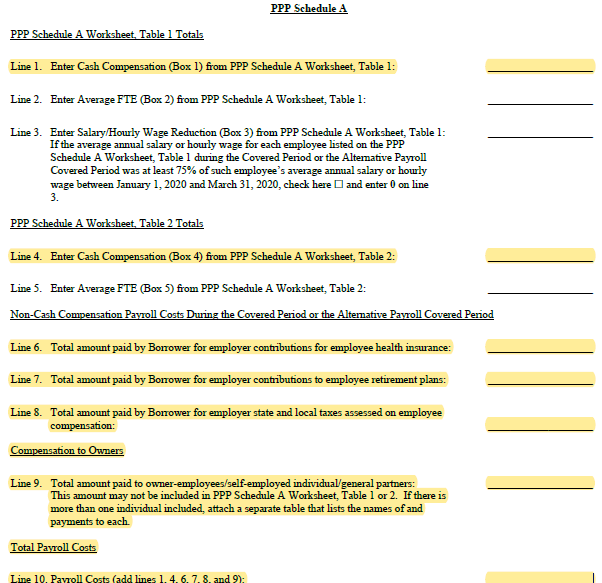 PPP Schedule A
PPP Schedule A Worksheet, Table 1 Totals
Line 1. Enter Cash Compensation (Box 1) from PPP Schedule A Worksheet, Table 1:
Line 2. Enter Average FTE (Box 2) from PPP Schedule A Worksheet, Table 1:
Line 3. Enter Salary/Hourly Wage Reduction (Box 3) from PPP Schedule A Worksheet, Table 1:
If the average annual salary or hourly wage for each employee listed on the PPP
Schedule A Worksheet, Table 1 during the Covered Period or the Alternative Payroll
Covered Period was at least 75% of such employee's average annual salary or hourly
wage between January 1, 2020 and March 31, 2020, check here ☐ and enter 0 on line
3.
PPP Schedule A Worksheet, Table 2 Totals
Line 4. Enter Cash Compensation (Box 4) from PPP Schedule A Worksheet, Table 2:
Line 5. Enter Average FTE (Box 5) from PPP Schedule A Worksheet, Table 2:
Non-Cash Compensation Payroll Costs During the Covered Period or the Alternative Payroll Covered Period
Line 6. Total amount paid by Borrower for employer contributions for employee health insurance:
Line 7. Total amount paid by Borrower for employer contributions to employee retirement plans:
Line 8. Total amount paid by Borrower for employer state and local taxes assessed on employee
compensation:
Compensation to Owners
Line 9. Total amount paid to owner-employees/self-employed individual/general partners:
This amount may not be included in PPP Schedule A Worksheet, Table 1 or 2. If there is
more than one individual included, attach a separate table that lists the names of and
payments to each.
Total Payroll Costs
Line 10. Payroll Costs (add lines 1, 4, 6, 7, 8, and 9):